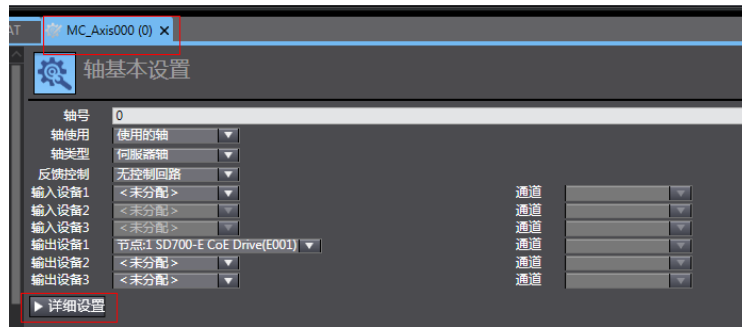 AT MC_Axis000 (0) ×
轴基本设置
轴号 0
轴使用 使用的轴
轴类型 伺服器轴
反馈控制 无控制回路
输入设备1 <未分配> 通道
输入设备2 <未分配> 通道
输入设备3 <未分配> 通道
输出设备1 节点:1 SD700-E CoE Drive(E001) 通道
输出设备2 <未分配> 通道
输出设备3 <未分配> 通道
▶ 详细设置